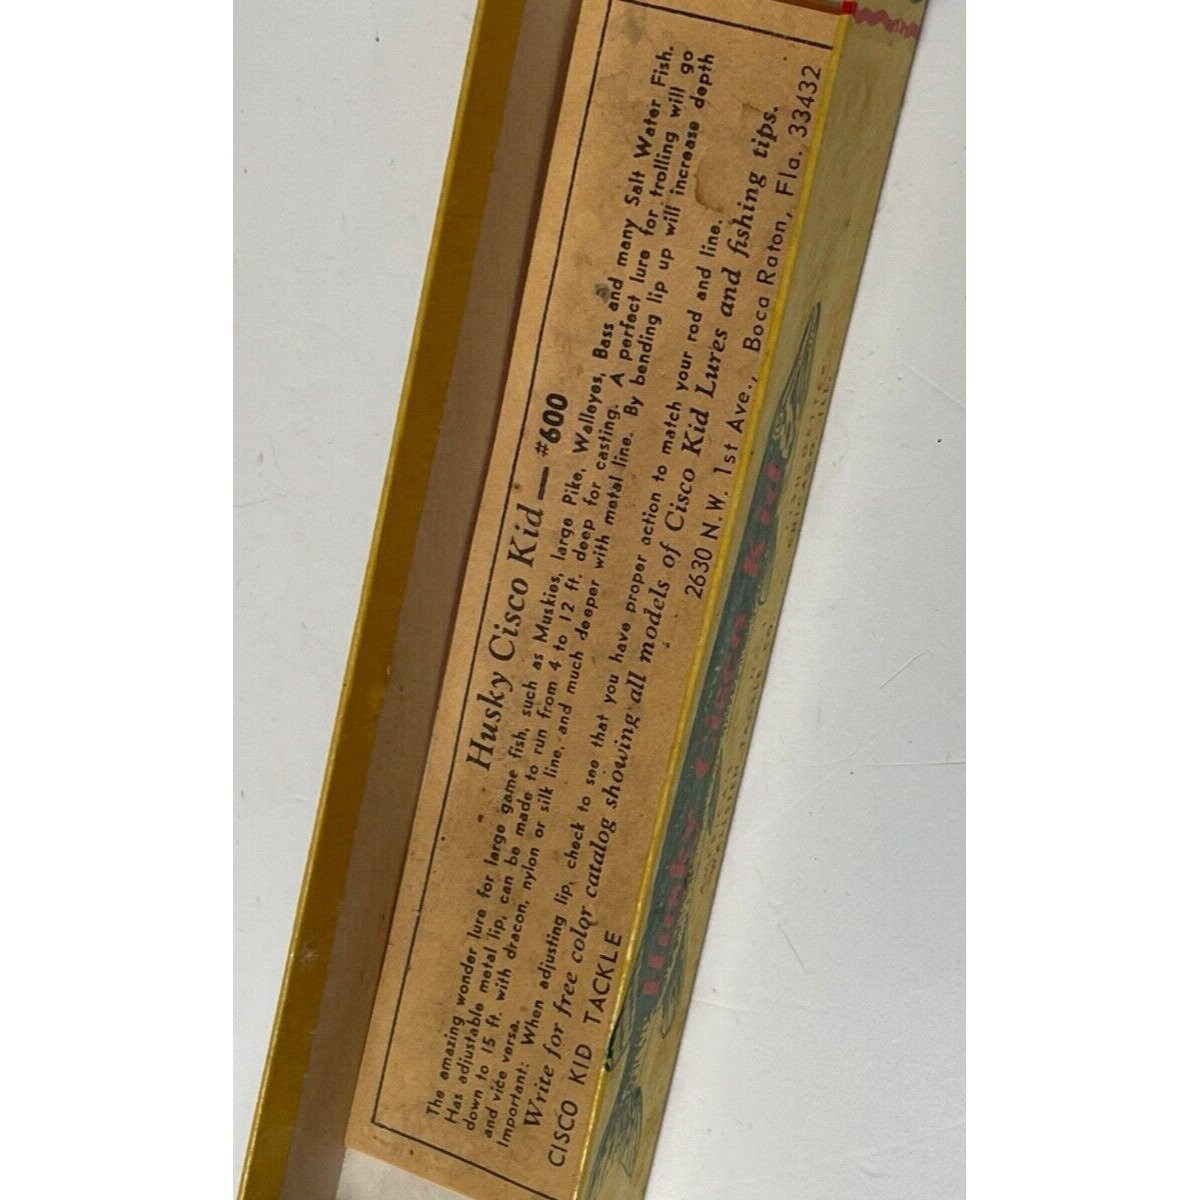 Husky Cisco Kid — #600
The amazing wonder lure for large game fish, such as Muskies, large Pike, Walleyes, Bass and many Salt Water Fish.
Has adjustable metal lip, can be made to run from 4 to 12 ft. deep for casting. A perfect lure for trolling will go
down to 15 ft. with dracon, nylon or silk line, and much deeper with metal line. By bending lip up will increase depth
and vice versa.
Important: When adjusting lip, check to see that you have proper action to match your rod and line.
Write for free color catalog showing all models of Cisco Kid Lures and fishing tips.
CISCO KID TACKLE 2630 N.W. 1st Ave., Boca Raton, Fla. 33432
Husky Cisco Kid